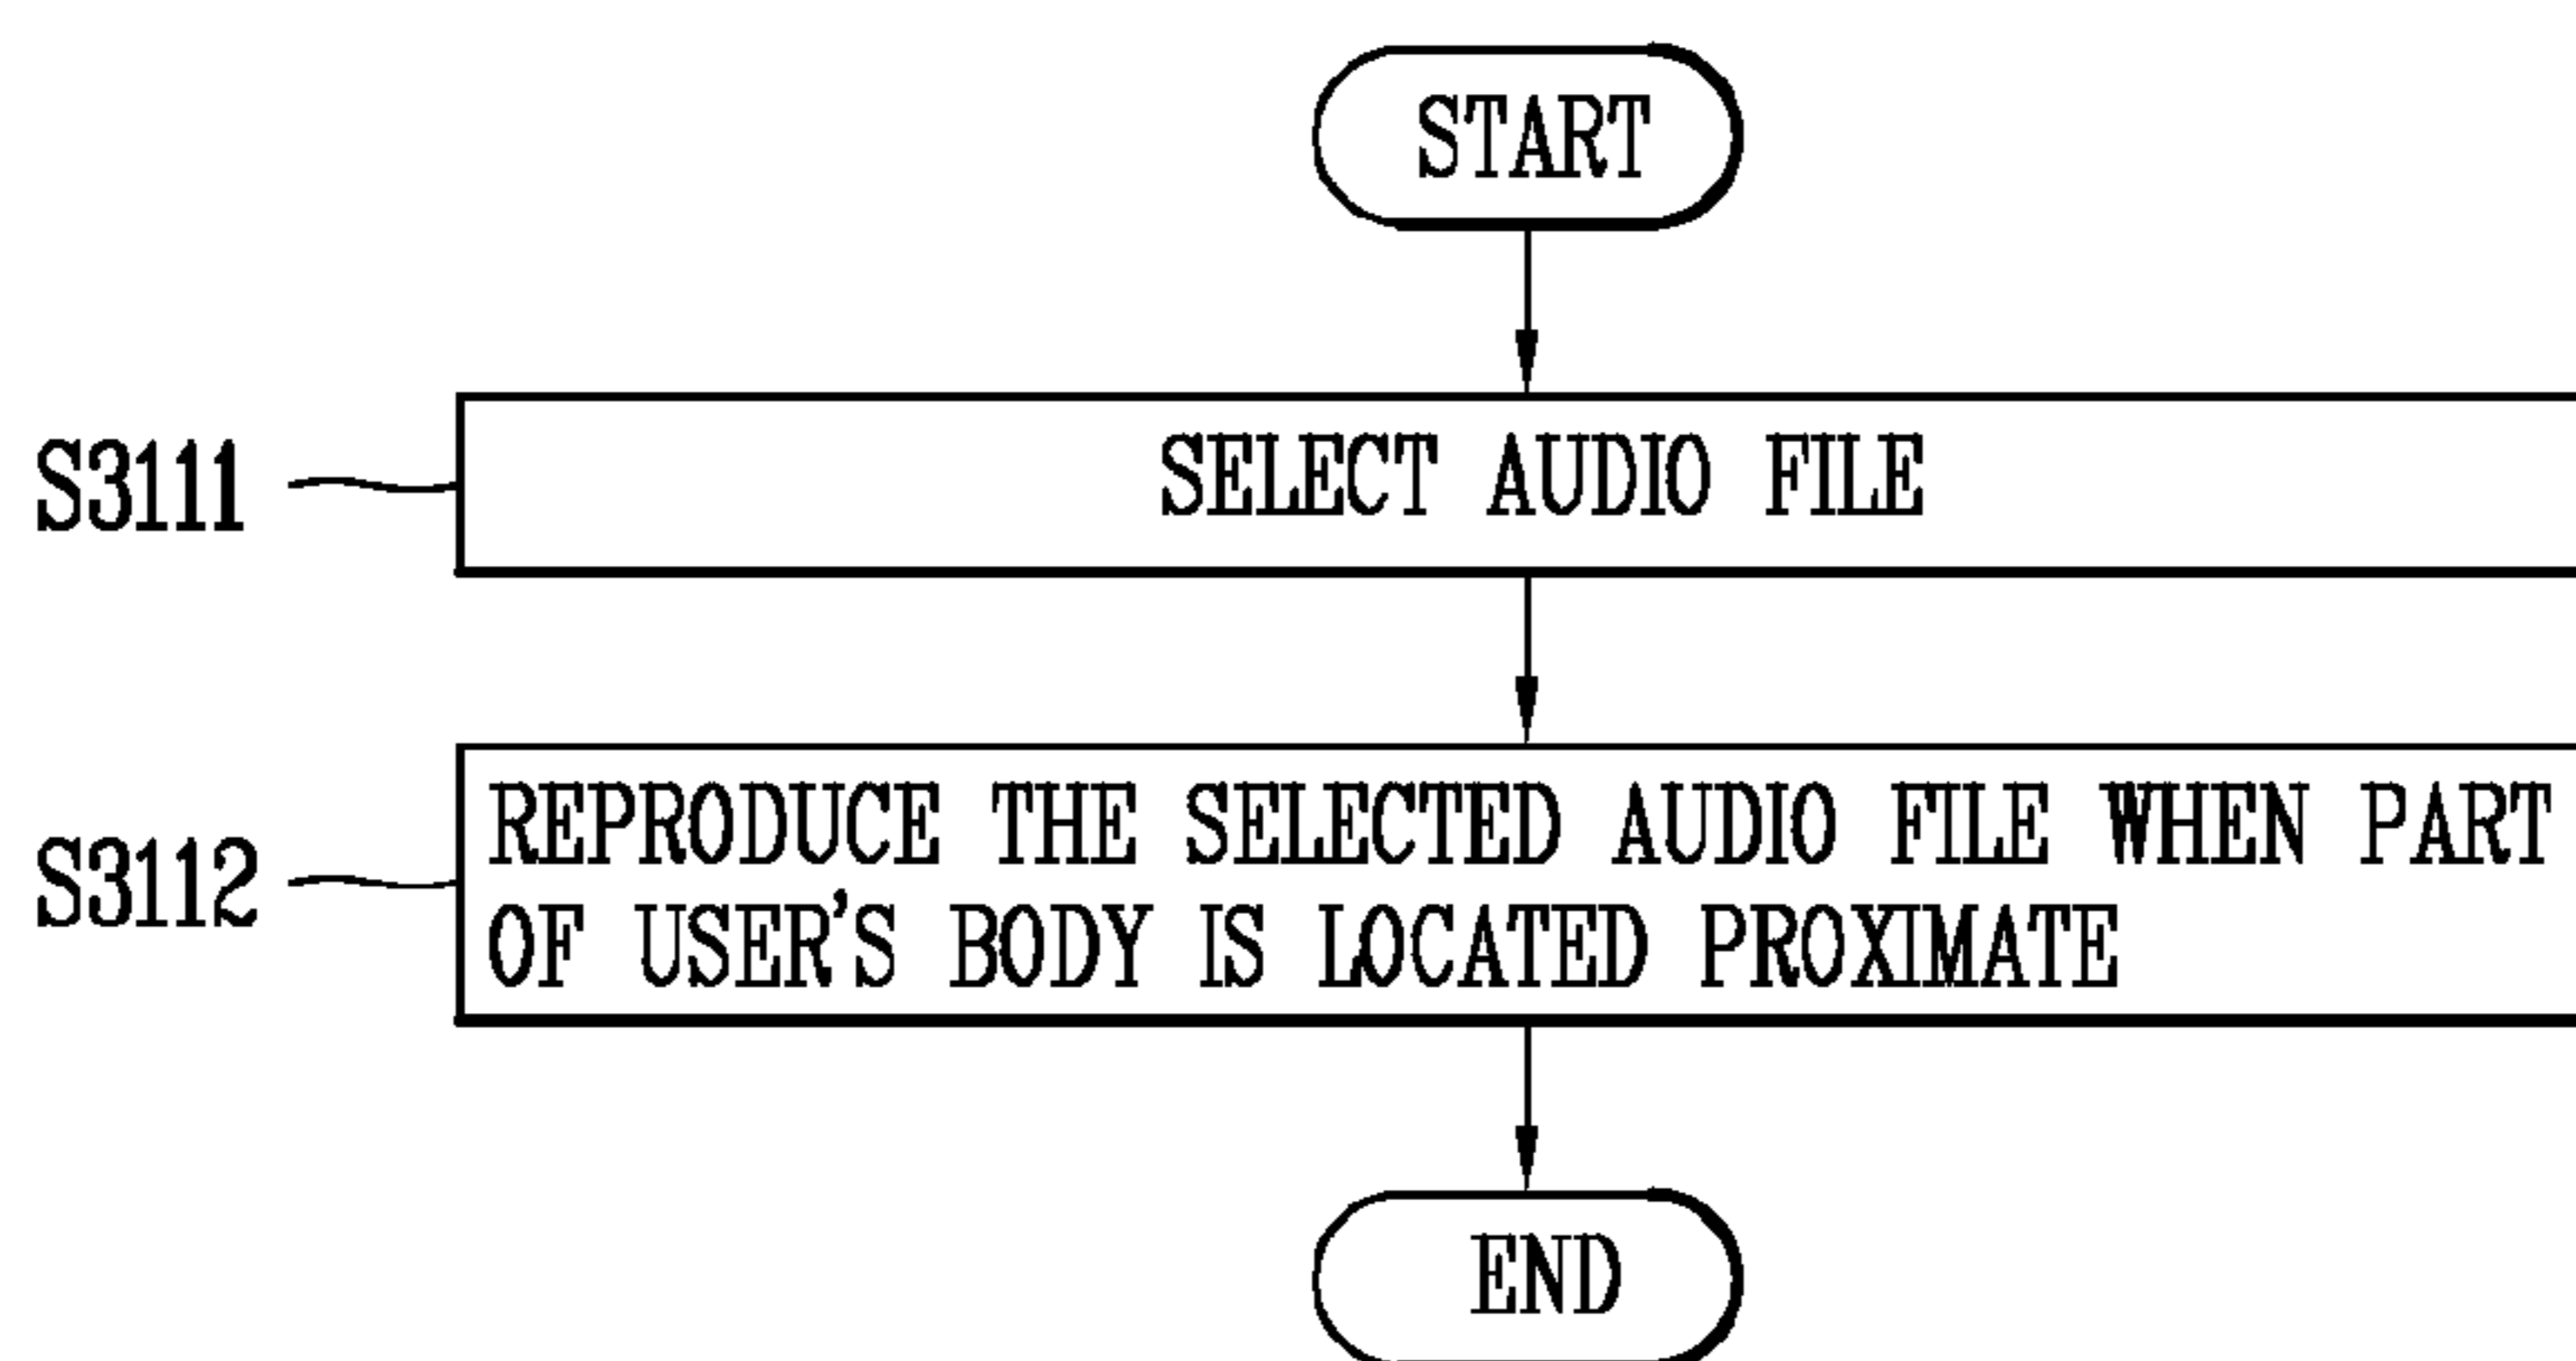 START
S3111
SELECT AUDIO FILE
S3112
REPRODUCE THE SELECTED AUDIO FILE WHEN PART
OF USER'S BODY IS LOCATED PROXIMATE
END